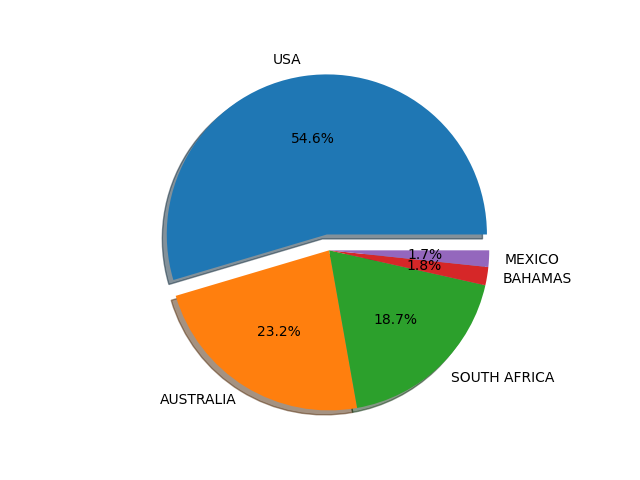 USA
54.6%
1.7%
MEXICO
1.8%
BAHAMAS
18.7%
23.2%
SOUTH AFRICA
AUSTRALIA